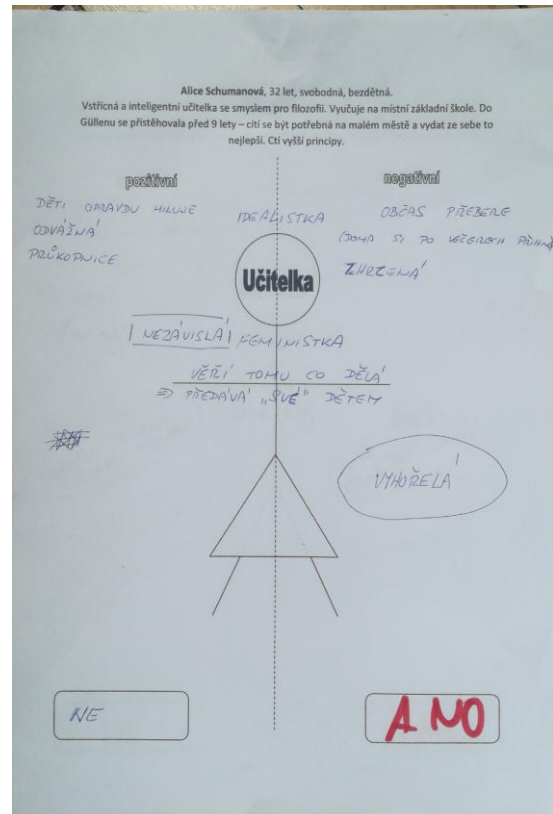 Alice Schumanová, 32 let, svobodná, bezdětná.
Vstřícná a inteligentní učitelka se smyslem pro filozofii. Vyučuje na místní základní škole. Do
Güllenu se přistěhovala před 9 lety – cítí se být potřebná na malém městě a vydat ze sebe to
nejlepší. Ctí vyšší principy.
pozitivní
negativní
DĚTI OPRAVDU MILUJE
ODVÁŽNÁ
PRŮKOPNICE
IDEALISTKA
OBČAS PŘEBERE
(DOMA SI PO VEČERECH PŘIHNE)
ZHRZENÁ
Učitelka
NEZÁVISLÁ FEMINISTKA
VĚŘÍ TOMU CO DĚLÁ
⇒ PŘEDÁVÁ „SVÉ" DĚTEM
VYHOŘELÁ
NE
ANO